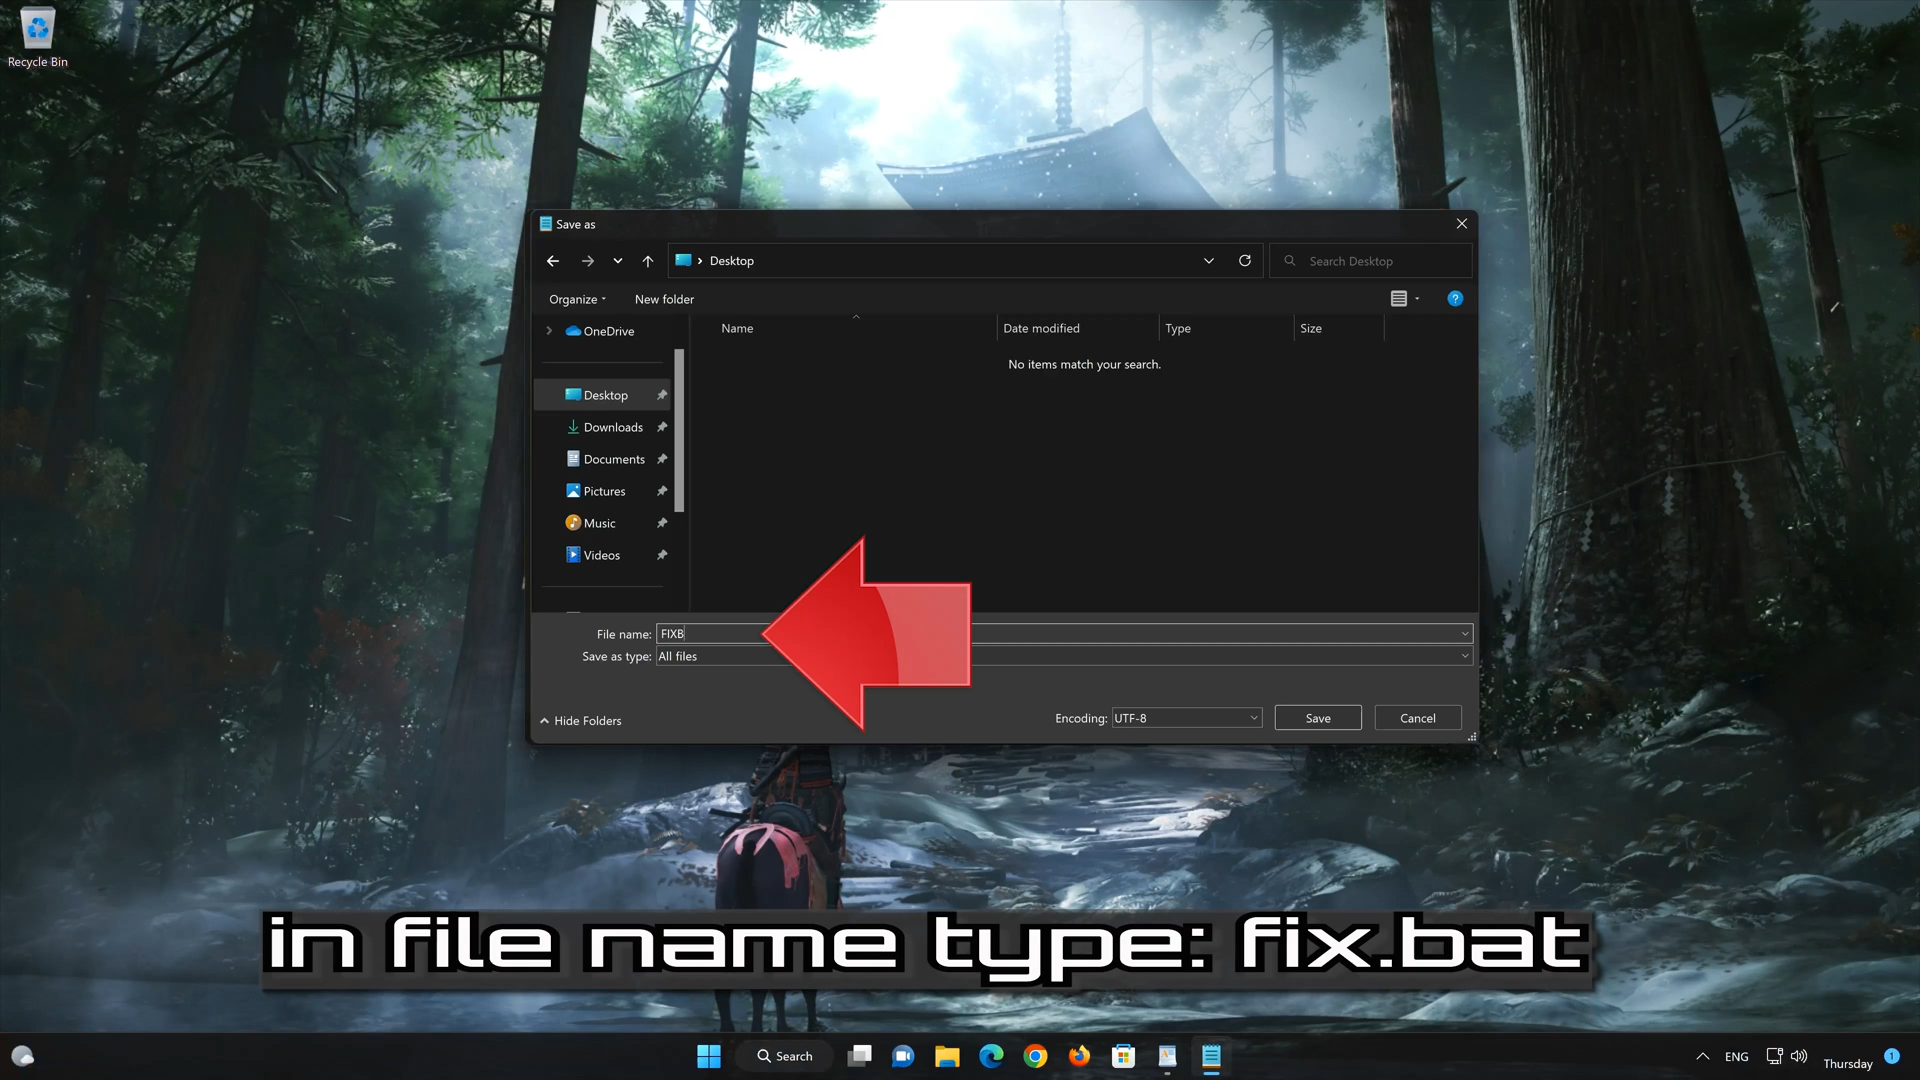 Recycle Bin
Save as
Desktop
Search Desktop
Organize
New folder
OneDrive
Name
Date modified
Type
Size
No items match your search.
Desktop
Downloads
Documents
Pictures
Music
Videos
File name:
FIXB
Save as type:
All files
Hide Folders
Encoding:
UTF-8
Save
Cancel
in file name type: fix.bat
Search
ENG
Thursday
1